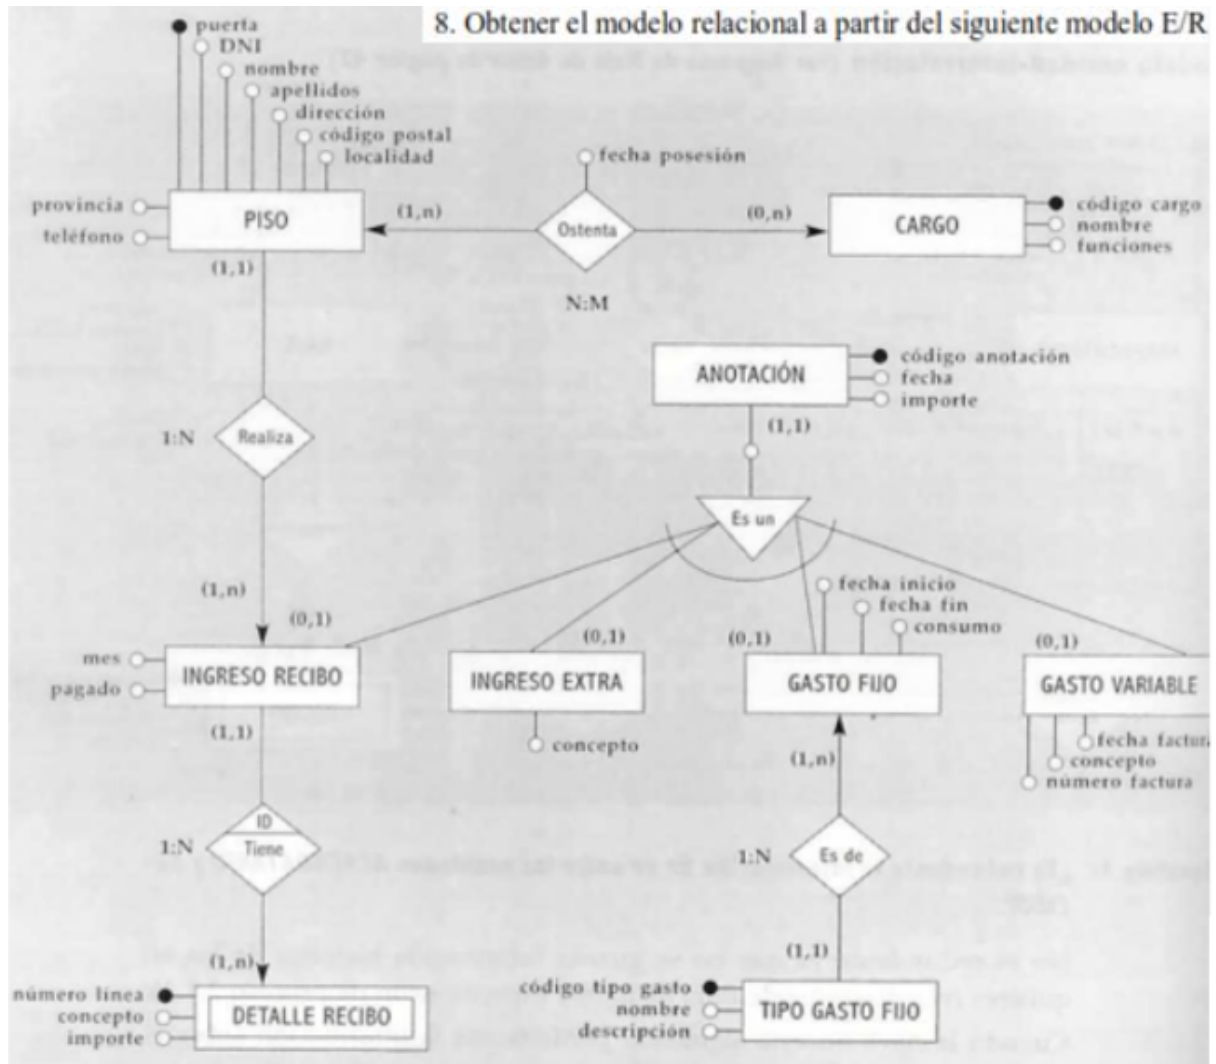 8. Obtener el modelo relacional a partir del siguiente modelo E/R
puerta
DNI
nombre
apellidos
dirección
código postal
localidad
provincia
teléfono
PISO
(1,n)
fecha posesión
Ostenta
N:M
(0,n)
CARGO
código cargo
nombre
funciones
(1,1)
1:N
Realiza
(1,n)
ANOTACIÓN
código anotación
fecha
importe
(1,1)
Es un
(0,1)
mes
pagado
INGRESO RECIBO
(0,1)
INGRESO EXTRA
concepto
(0,1)
fecha inicio
fecha fin
consumo
GASTO FIJO
(0,1)
GASTO VARIABLE
fecha factur
concepto
número factura
(1,1)
1:N
ID
Tiene
(1,n)
número línea
concepto
importe
DETALLE RECIBO
(1,n)
1:N
Es de
(1,1)
código tipo gasto
nombre
descripción
TIPO GASTO FIJO